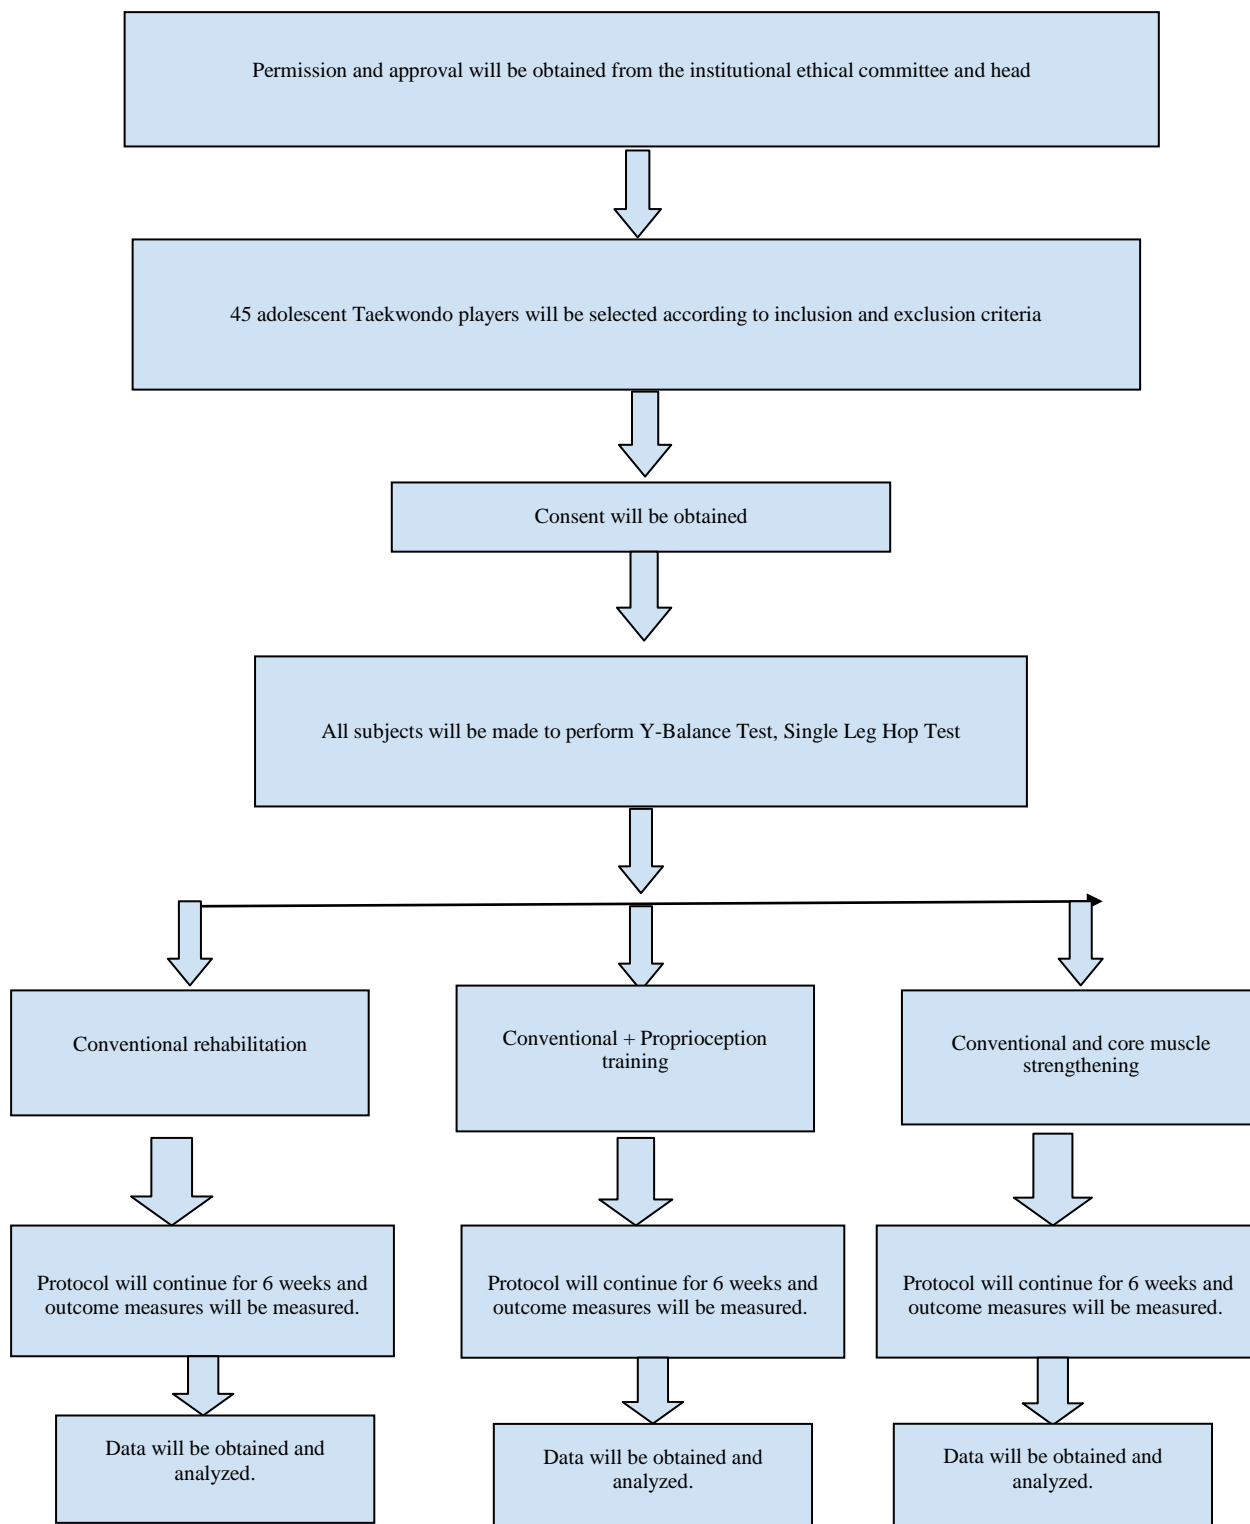 Permission and approval will be obtained from the institutional ethical committee and head
45 adolescent Taekwondo players will be selected according to inclusion and exclusion criteria
Consent will be obtained
All subjects will be made to perform Y-Balance Test, Single Leg Hop Test
Conventional rehabilitation
Conventional + Proprioception
training
Conventional and core muscle
strengthening
Protocol will continue for 6 weeks and
outcome measures will be measured.
Protocol will continue for 6 weeks and
outcome measures will be measured.
Protocol will continue for 6 weeks and
outcome measures will be measured.
Data will be obtained and
analyzed.
Data will be obtained and
analyzed.
Data will be obtained and
analyzed.